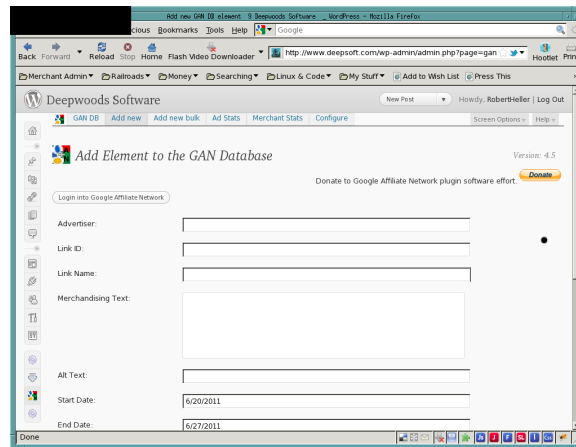 Add new GAN DB element Deepwoods Software _ WordPress - Mozilla Firefox
cious Bookmarks Tools Help Google
Back Forward Reload Stop Home Flash Video Downloader http://www.deepsoft.com/wp-admin/admin.php?page=gan Hootlet Prin
Merchant Admin Railroads Money Searching Linux & Code My Stuff Add to Wish List Press This
Deepwoods Software New Post Howdy, RobertHeller | Log Out
GAN DB Add new Add new bulk Ad Stats Merchant Stats Configure Screen Options Help
Add Element to the GAN Database Version: 4.5
Donate to Google Affiliate Network plugin software effort. Donate
Login into Google Affiliate Network
Advertiser:
Link ID:
Link Name:
Merchandising Text:
Alt Text:
Start Date: 6/20/2011
End Date: 6/27/2011
Done